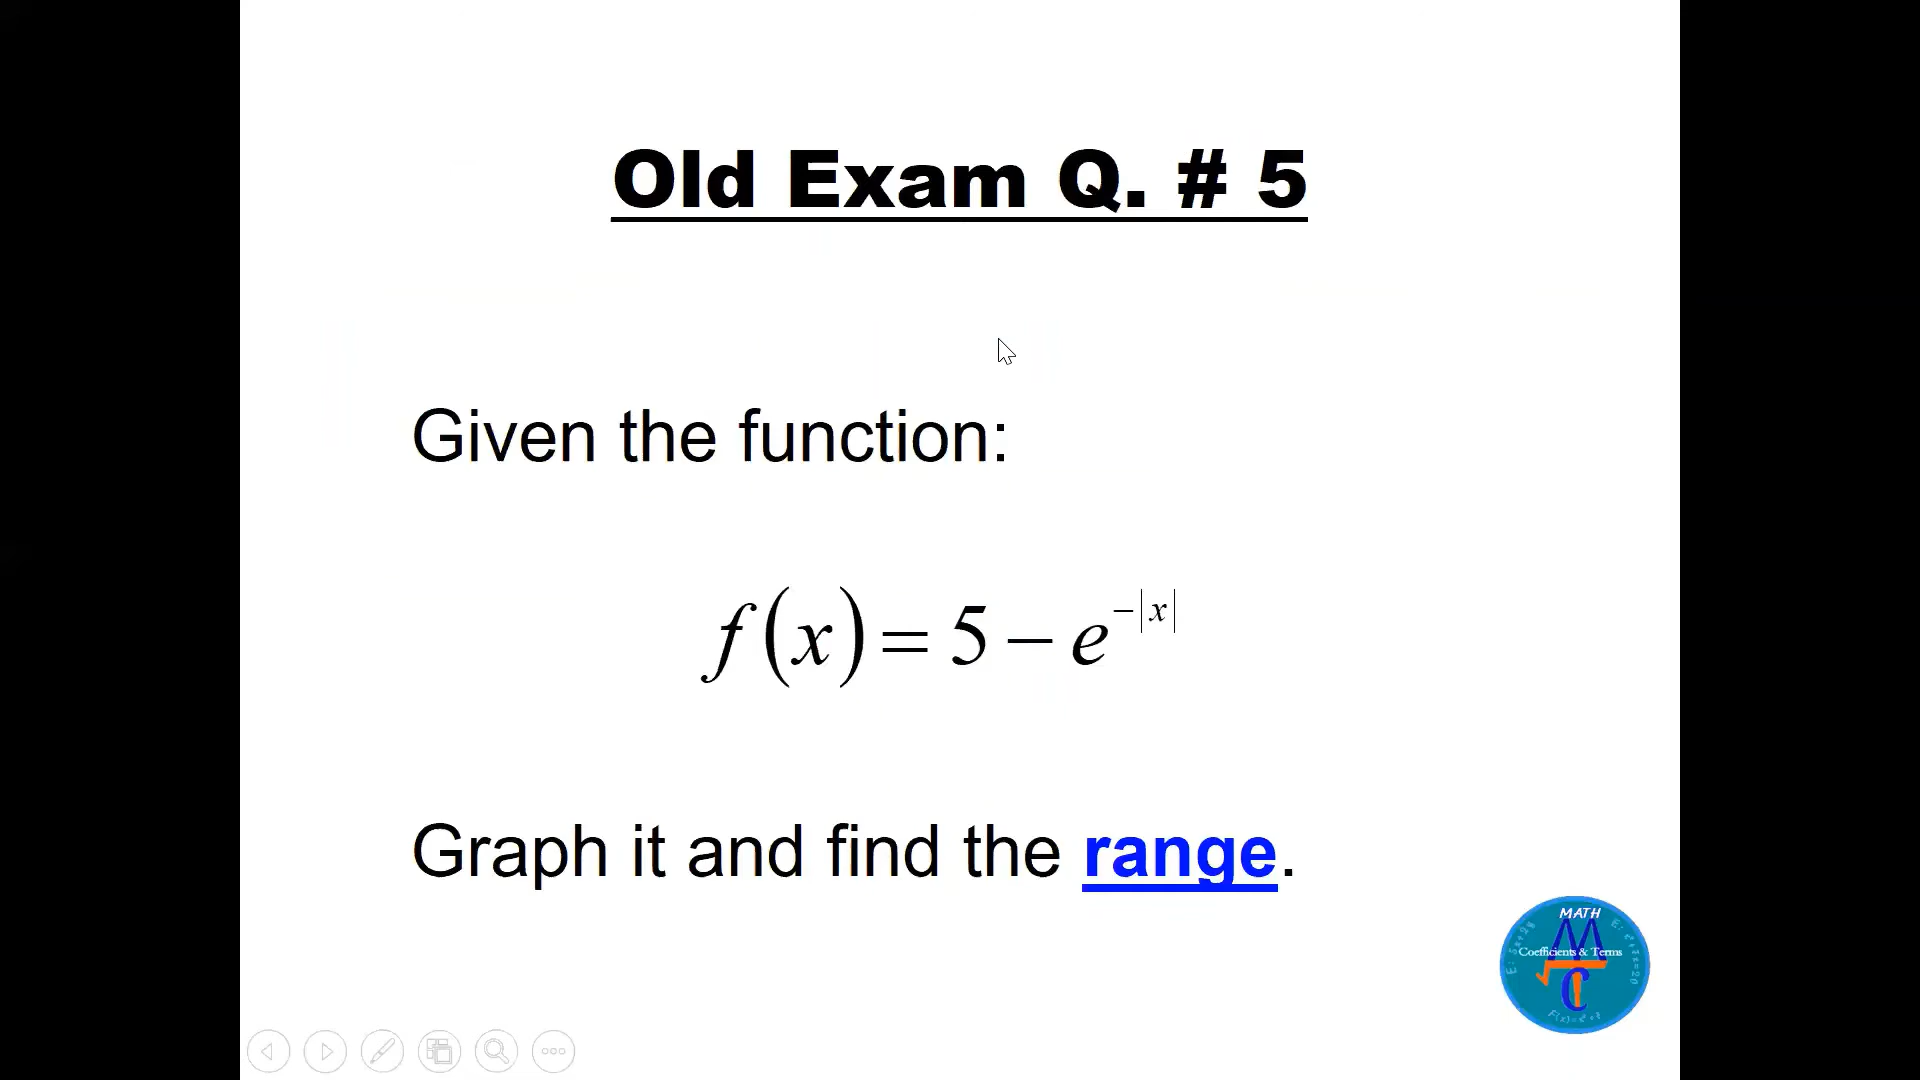 Old Exam Q. # 5
Given the function:
f(x) = 5 − e^{−|x|}
Graph it and find the range.
MATH
Coefficients & Terms